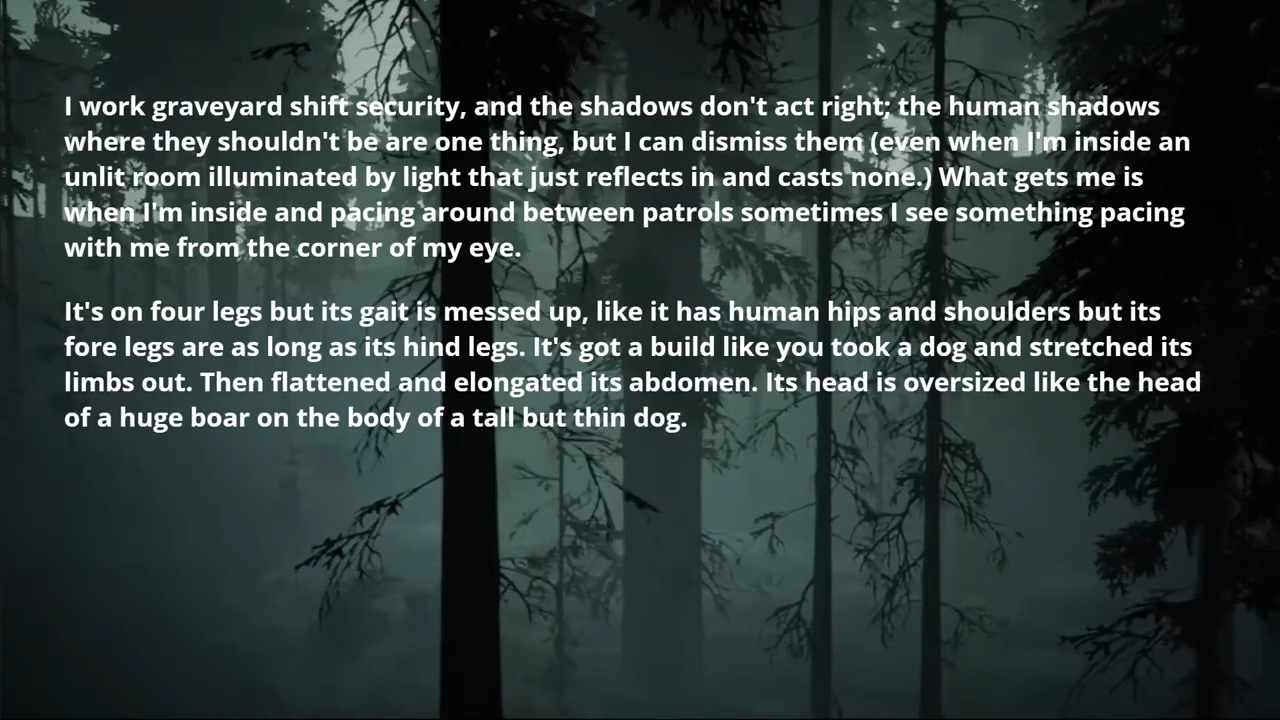 I work graveyard shift security, and the shadows don't act right; the human shadows
where they shouldn't be are one thing, but I can dismiss them (even when I'm inside an
unlit room illuminated by light that just reflects in and casts none.) What gets me is
when I'm inside and pacing around between patrols sometimes I see something pacing
with me from the corner of my eye.
It's on four legs but its gait is messed up, like it has human hips and shoulders but its
fore legs are as long as its hind legs. It's got a build like you took a dog and stretched its
limbs out. Then flattened and elongated its abdomen. Its head is oversized like the head
of a huge boar on the body of a tall but thin dog.